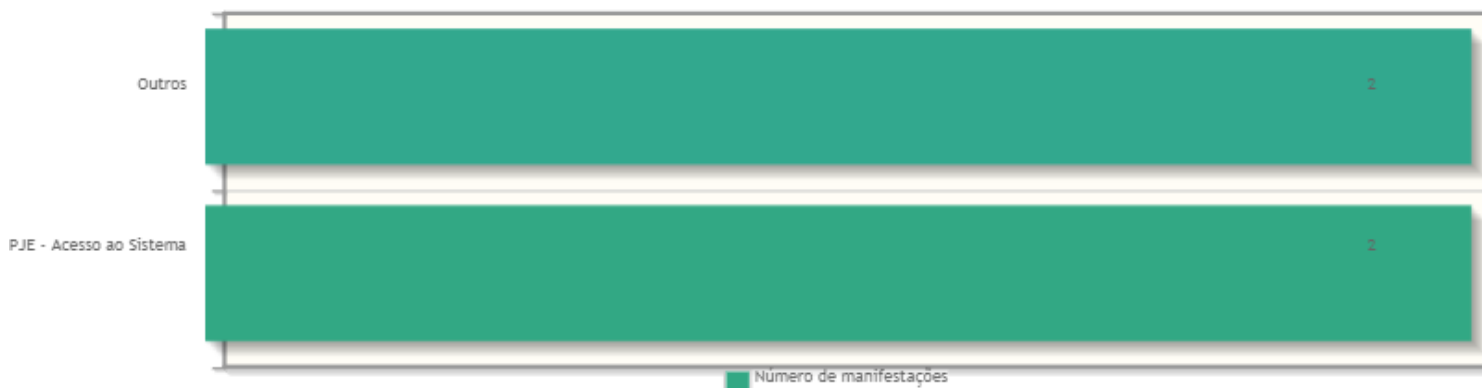 Outros
2
PJE - Acesso ao Sistema
2
Número de manifestações